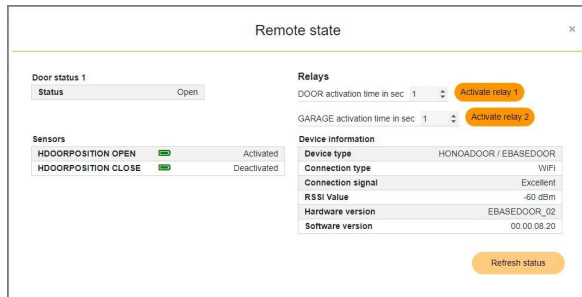 Remote state
×
Door status 1
Status Open
Relays
DOOR activation time in sec 1 Activate relay 1
GARAGE activation time in sec 1 Activate relay 2
Sensors
HDOORPOSITION OPEN Activated
HDOORPOSITION CLOSE Deactivated
Device information
Device type HONOADOOR / EBASEDOOR
Connection type WiFi
Connection signal Excellent
RSSI Value -60 dBm
Hardware version EBASEDOOR_02
Software version 00.00.08.20
Refresh status